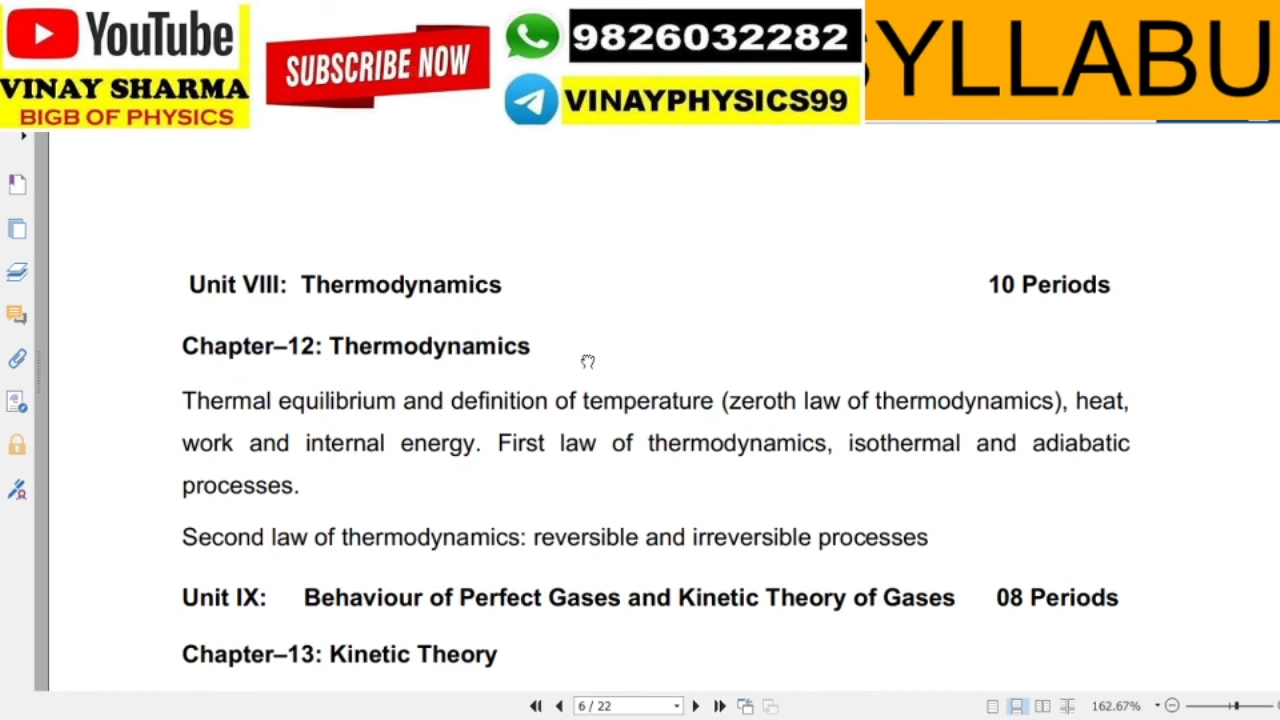 YouTube
VINAY SHARMA
BIGB OF PHYSICS
SUBSCRIBE NOW
9826032282
VINAYPHYSICS99
SYLLABU
Unit VIII: Thermodynamics 10 Periods
Chapter–12: Thermodynamics
Thermal equilibrium and definition of temperature (zeroth law of thermodynamics), heat,
work and internal energy. First law of thermodynamics, isothermal and adiabatic
processes.
Second law of thermodynamics: reversible and irreversible processes
Unit IX: Behaviour of Perfect Gases and Kinetic Theory of Gases 08 Periods
Chapter–13: Kinetic Theory
6 / 22
162.67%